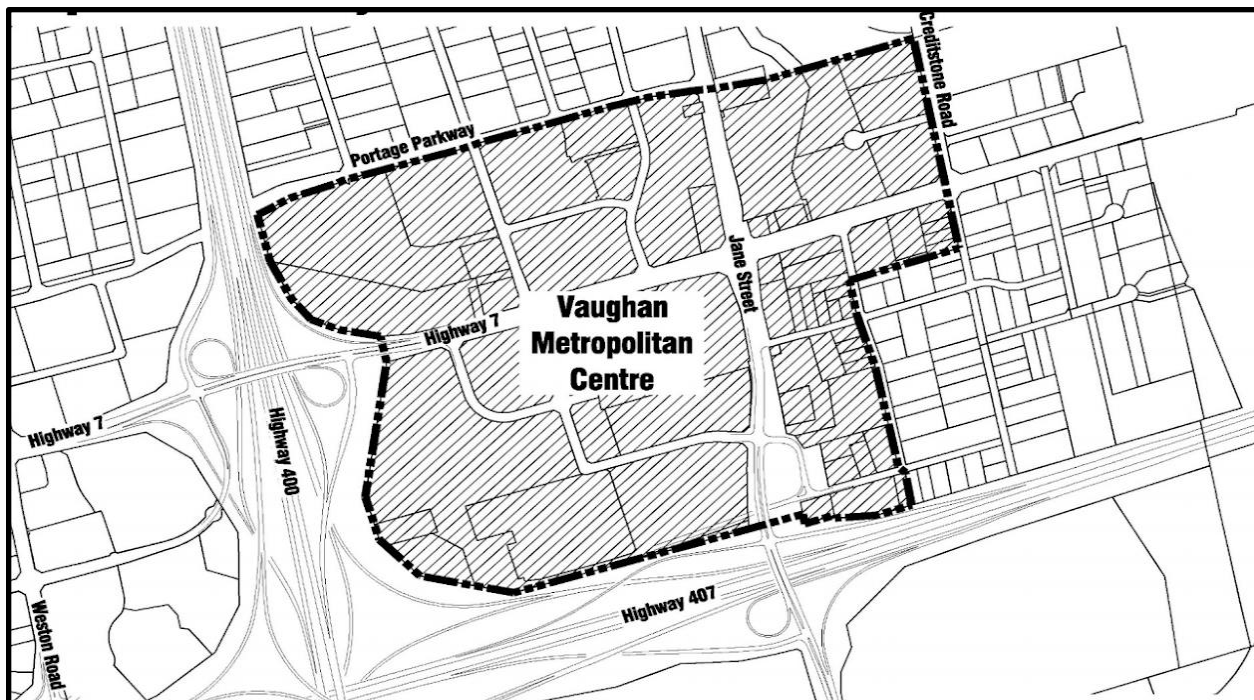 Creditstone Road
Portage Parkway
Jane Street
Highway 7
Vaughan
Metropolitan
Centre
Highway 7
Highway 400
Highway 407
Weston Road